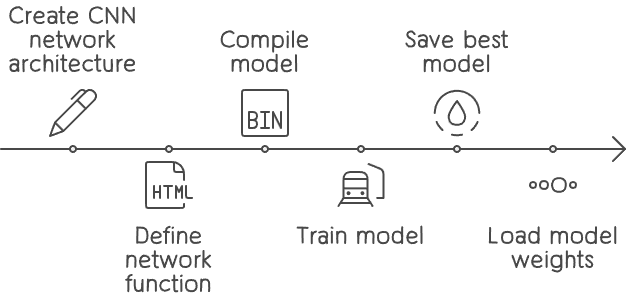 Create CNN
network
architecture
Compile
model
BIN
Save best
model
HTML
Define
network
function
Train model
Load model
weights